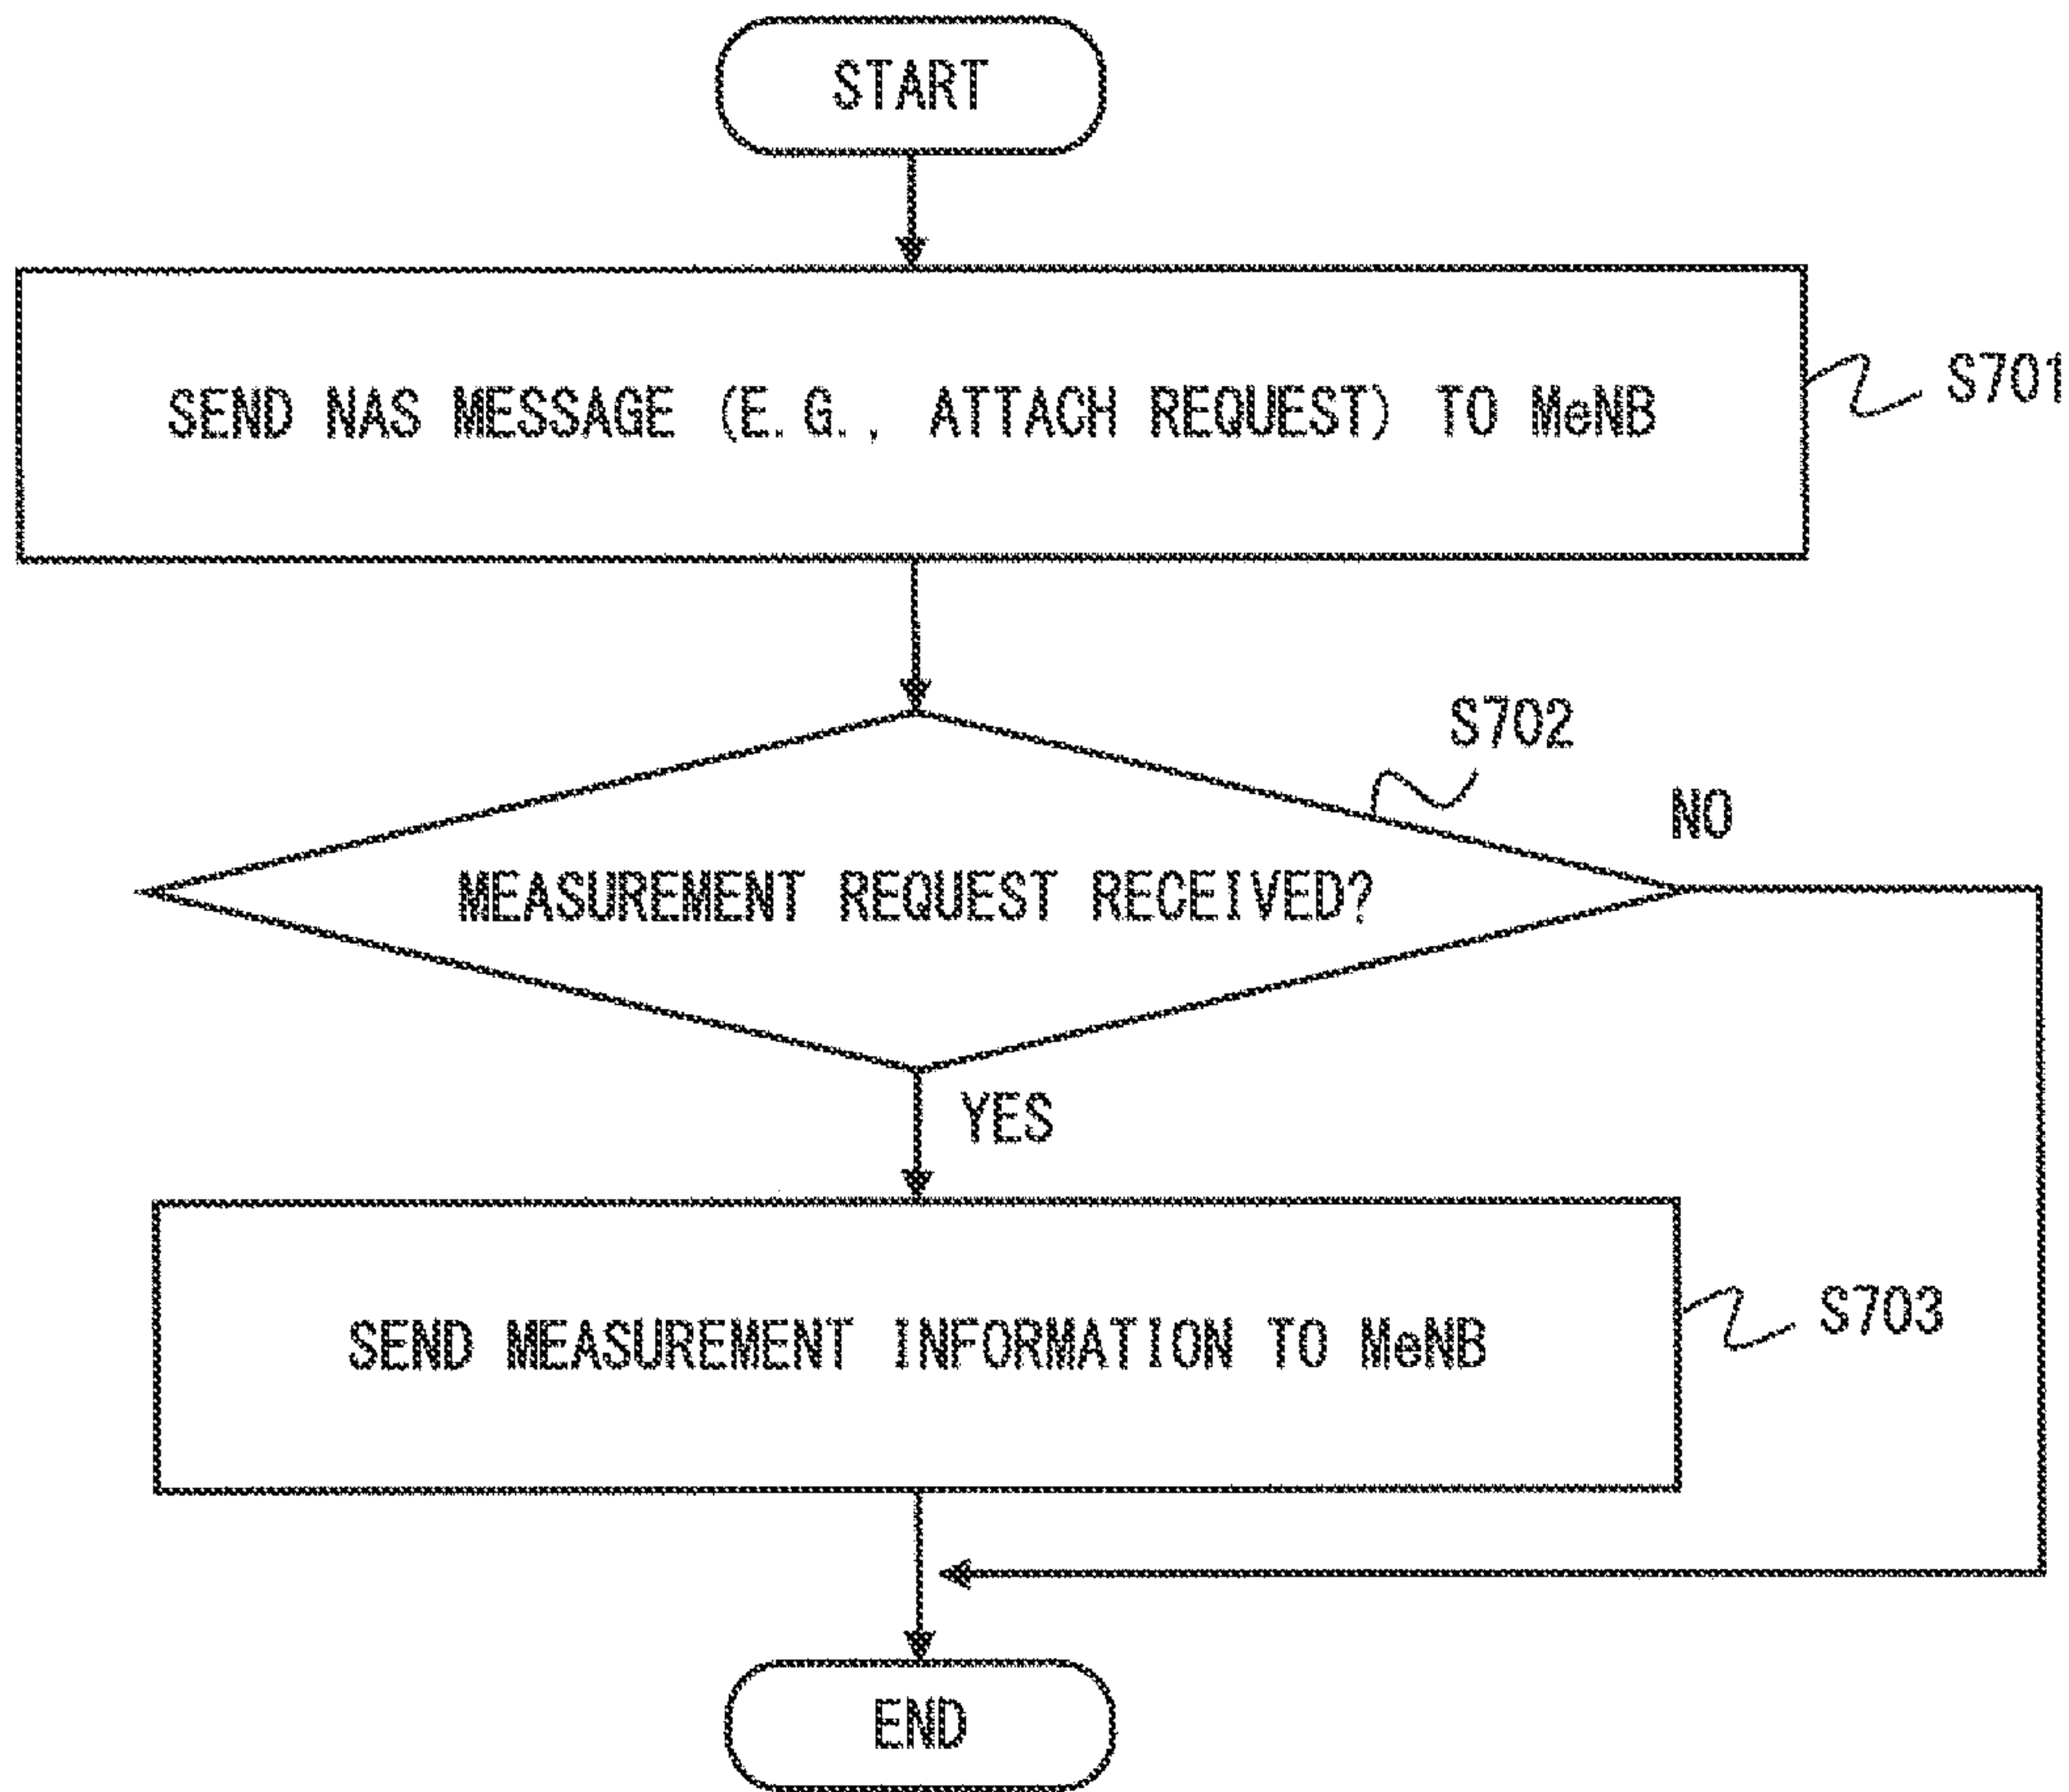 START
SEND NAS MESSAGE (E.G., ATTACH REQUEST) TO MeNB
S701
S702
NO
MEASUREMENT REQUEST RECEIVED?
YES
SEND MEASUREMENT INFORMATION TO MeNB
S703
END